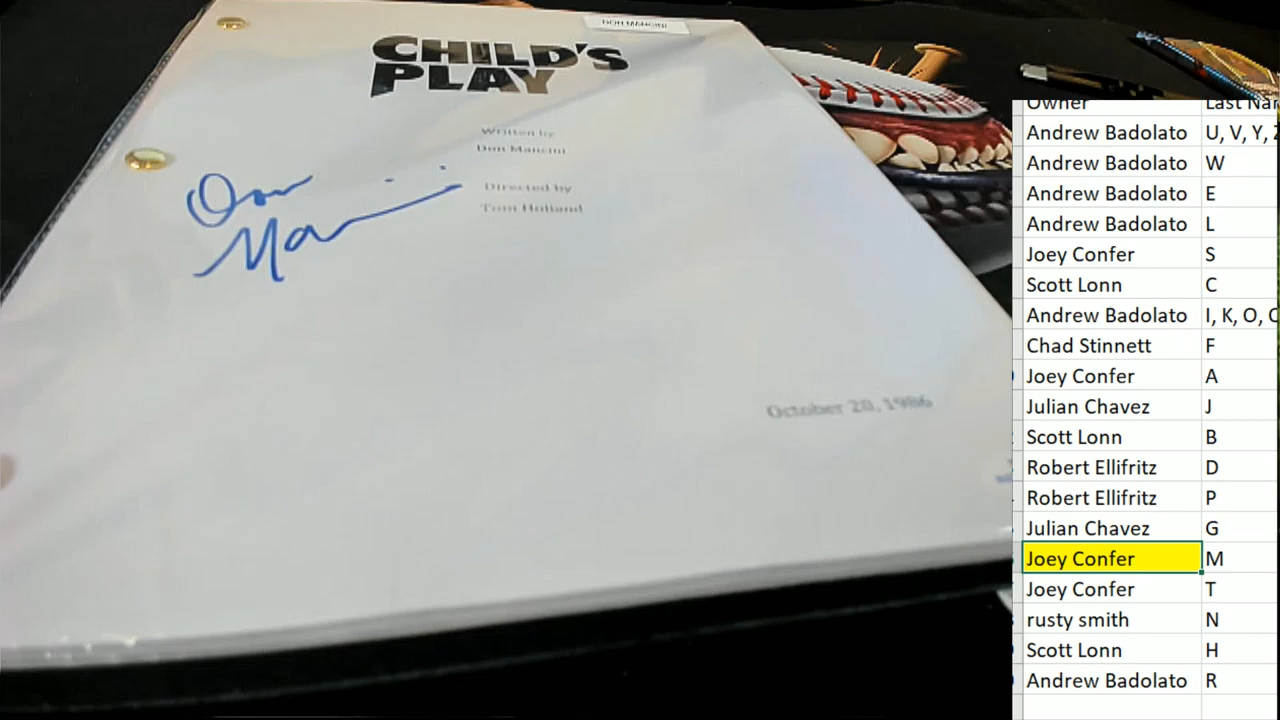 DON MANCINI
CHILD'S
PLAY
Written by
Don Mancini
Directed by
Tom Holland
Don
Mancini
October 20, 1986
Owner
Andrew Badolato U, V, Y,
Andrew Badolato W
Andrew Badolato E
Andrew Badolato L
Joey Confer S
Scott Lonn C
Andrew Badolato I, K, O,
Chad Stinnett F
Joey Confer A
Julian Chavez J
Scott Lonn B
Robert Ellifritz D
Robert Ellifritz P
Julian Chavez G
Joey Confer M
Joey Confer T
rusty smith N
Scott Lonn H
Andrew Badolato R